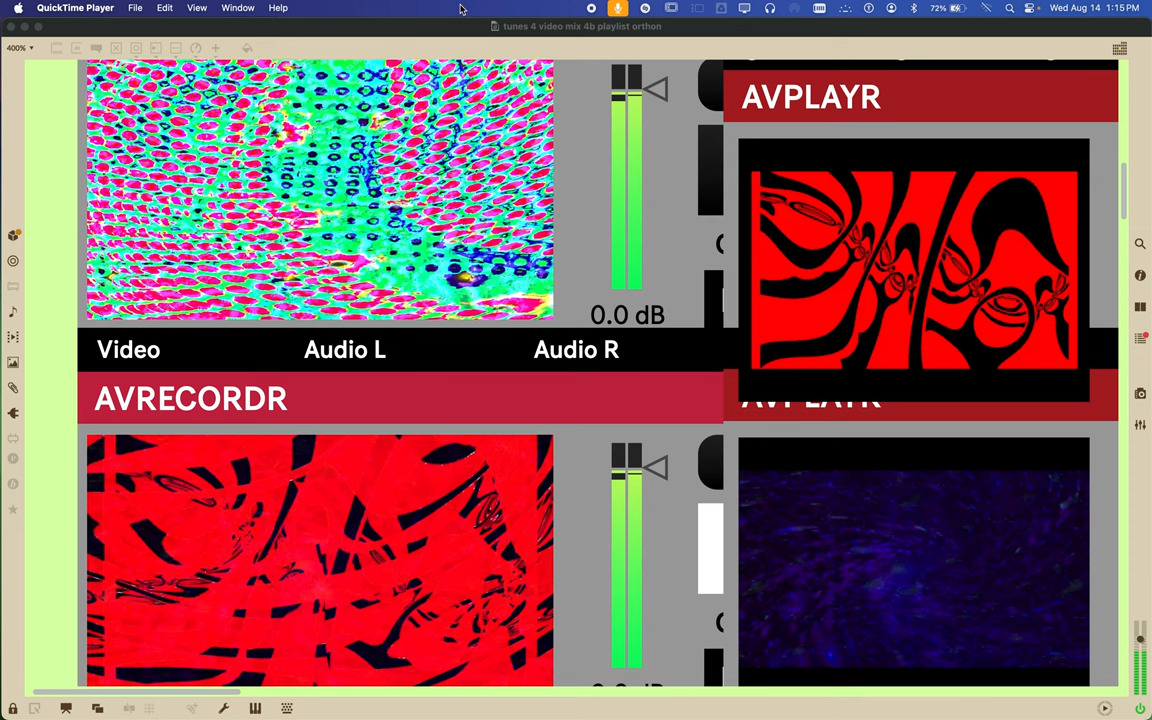 QuickTime Player File Edit View Window Help
72% Wed Aug 14 1:15 PM
tunes 4 video mix 4b playlist orthon
400%
AVPLAYR
0.0 dB
Video Audio L Audio R
AVRECORDR
AVPLAYR